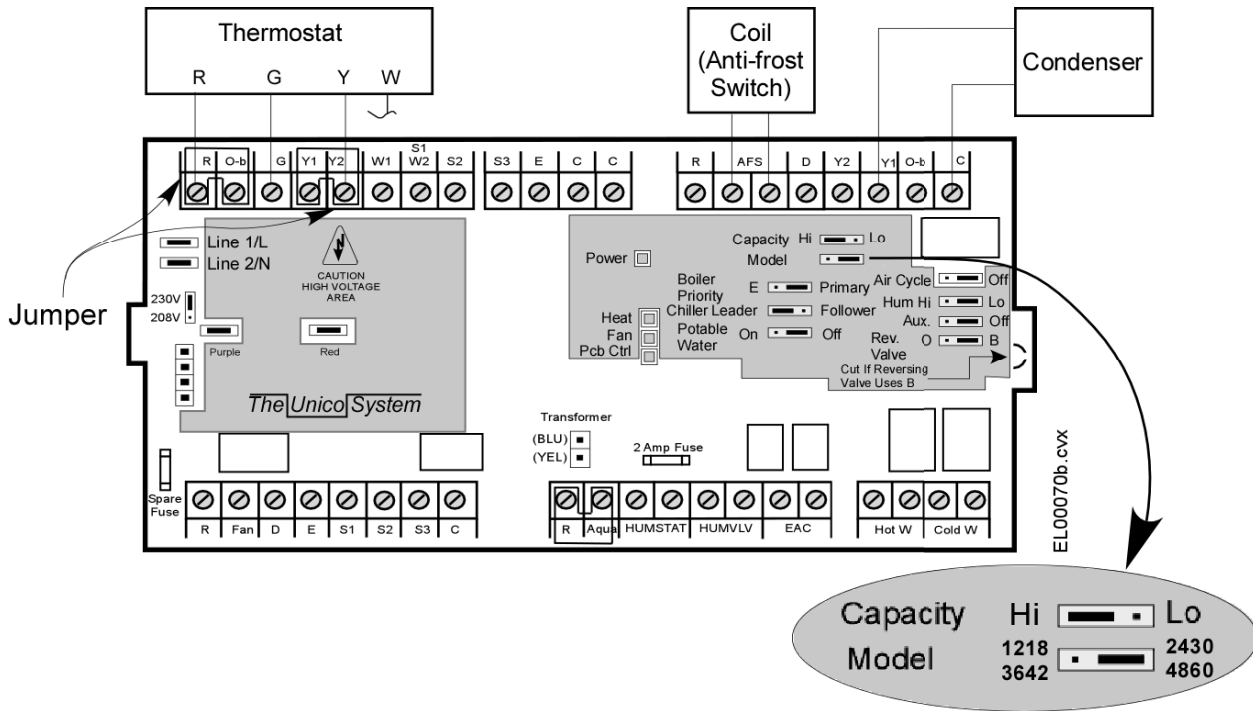 Thermostat
R G Y W
Coil
(Anti-frost
Switch)
Condenser
R O-b G Y1 Y2 W1 S1 W2 S2
S3 E C C
R AFS D Y2 Y1 O-b C
Jumper
Line 1/L
Line 2/N
230V
208V
Purple
CAUTION
HIGH VOLTAGE
AREA
Red
The Unico System
Power
Heat
Fan
Pcb Ctrl
Capacity Hi Lo
Model
Boiler Priority E Primary
Chiller Leader Follower
Potable Water On Off
Air Cycle Off
Hum Hi Lo
Aux. Off
Rev. Valve O B
Cut If Reversing
Valve Uses B
Transformer
(BLU)
(YEL)
2 Amp Fuse
Spare
Fuse
R Fan D E S1 S2 S3 C
R Aqua HUMSTAT HUMVLV EAC
Hot W Cold W
EL00070b.cvx
Capacity Hi Lo
Model 1218 2430
3642 4860